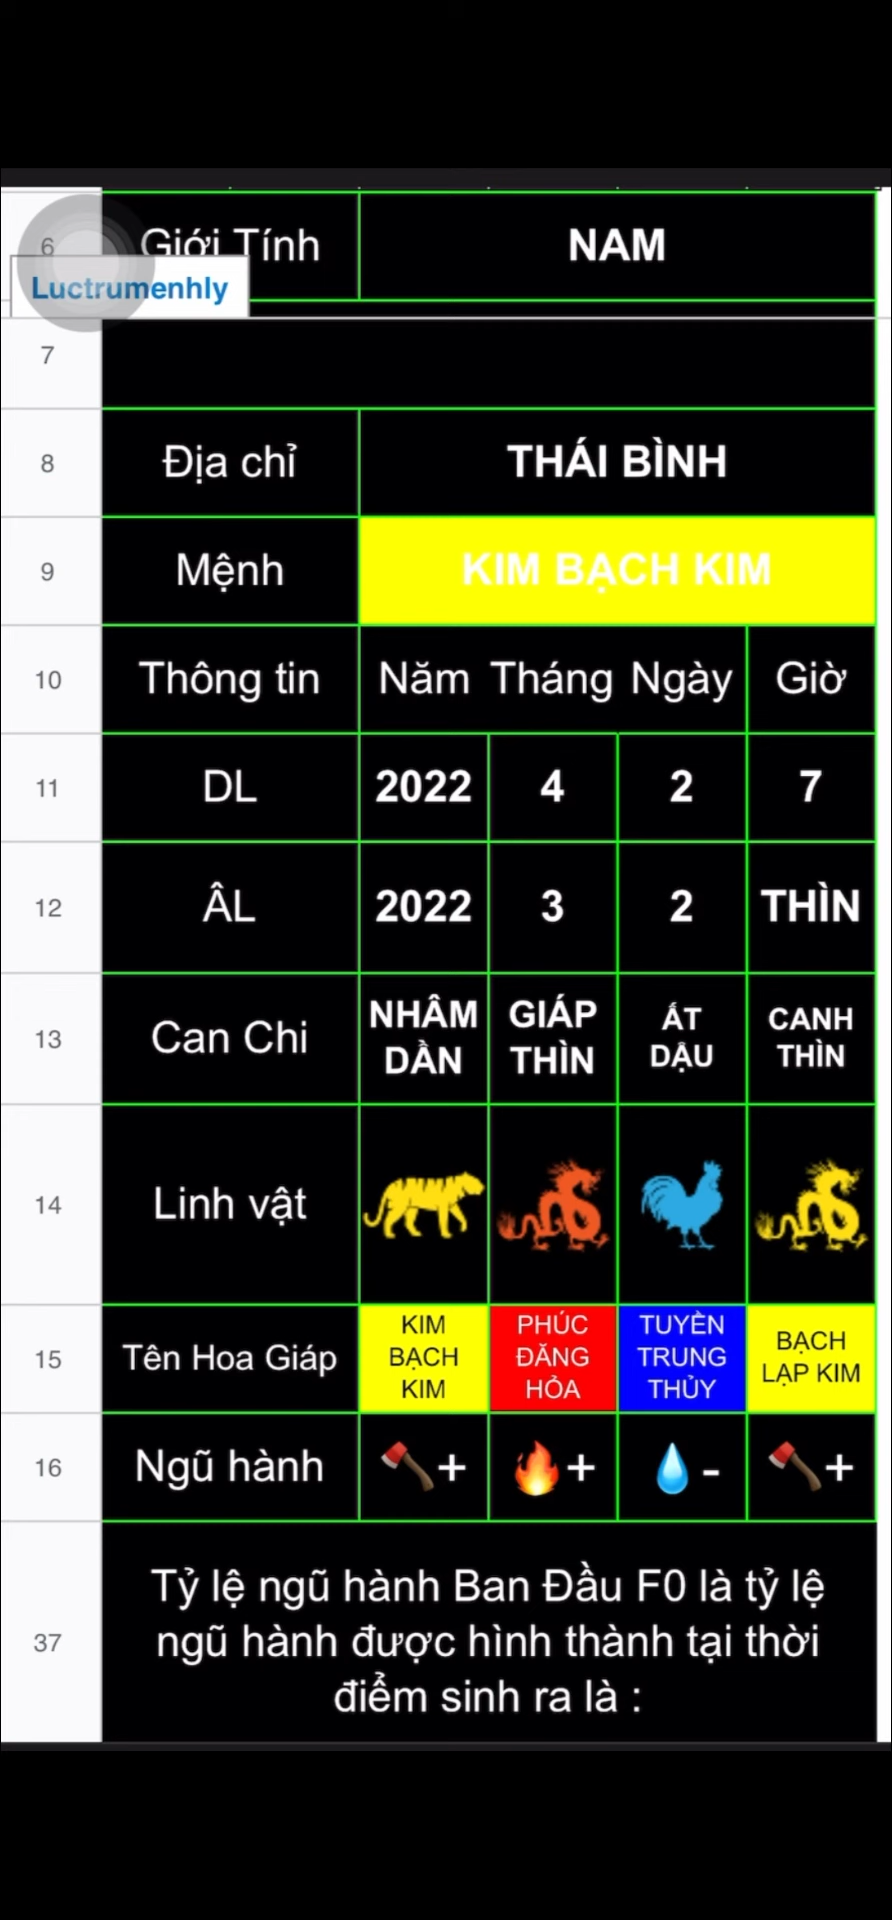 6 Giới Tính NAM
Luctrumenhly
7
8 Địa chỉ THÁI BÌNH
9 Mệnh KIM BẠCH KIM
10 Thông tin Năm Tháng Ngày Giờ
11 DL 2022 4 2 7
12 ÂL 2022 3 2 THÌN
13 Can Chi
NHÂM
DẦN
GIÁP
THÌN
ẤT
DẬU
CANH
THÌN
14 Linh vật
15 Tên Hoa Giáp
KIM
BẠCH
KIM
PHÚC
ĐĂNG
HỎA
TUYỀN
TRUNG
THỦY
BẠCH
LẠP KIM
16 Ngũ hành + + - +
37
Tỷ lệ ngũ hành Ban Đầu F0 là tỷ lệ
ngũ hành được hình thành tại thời
điểm sinh ra là :